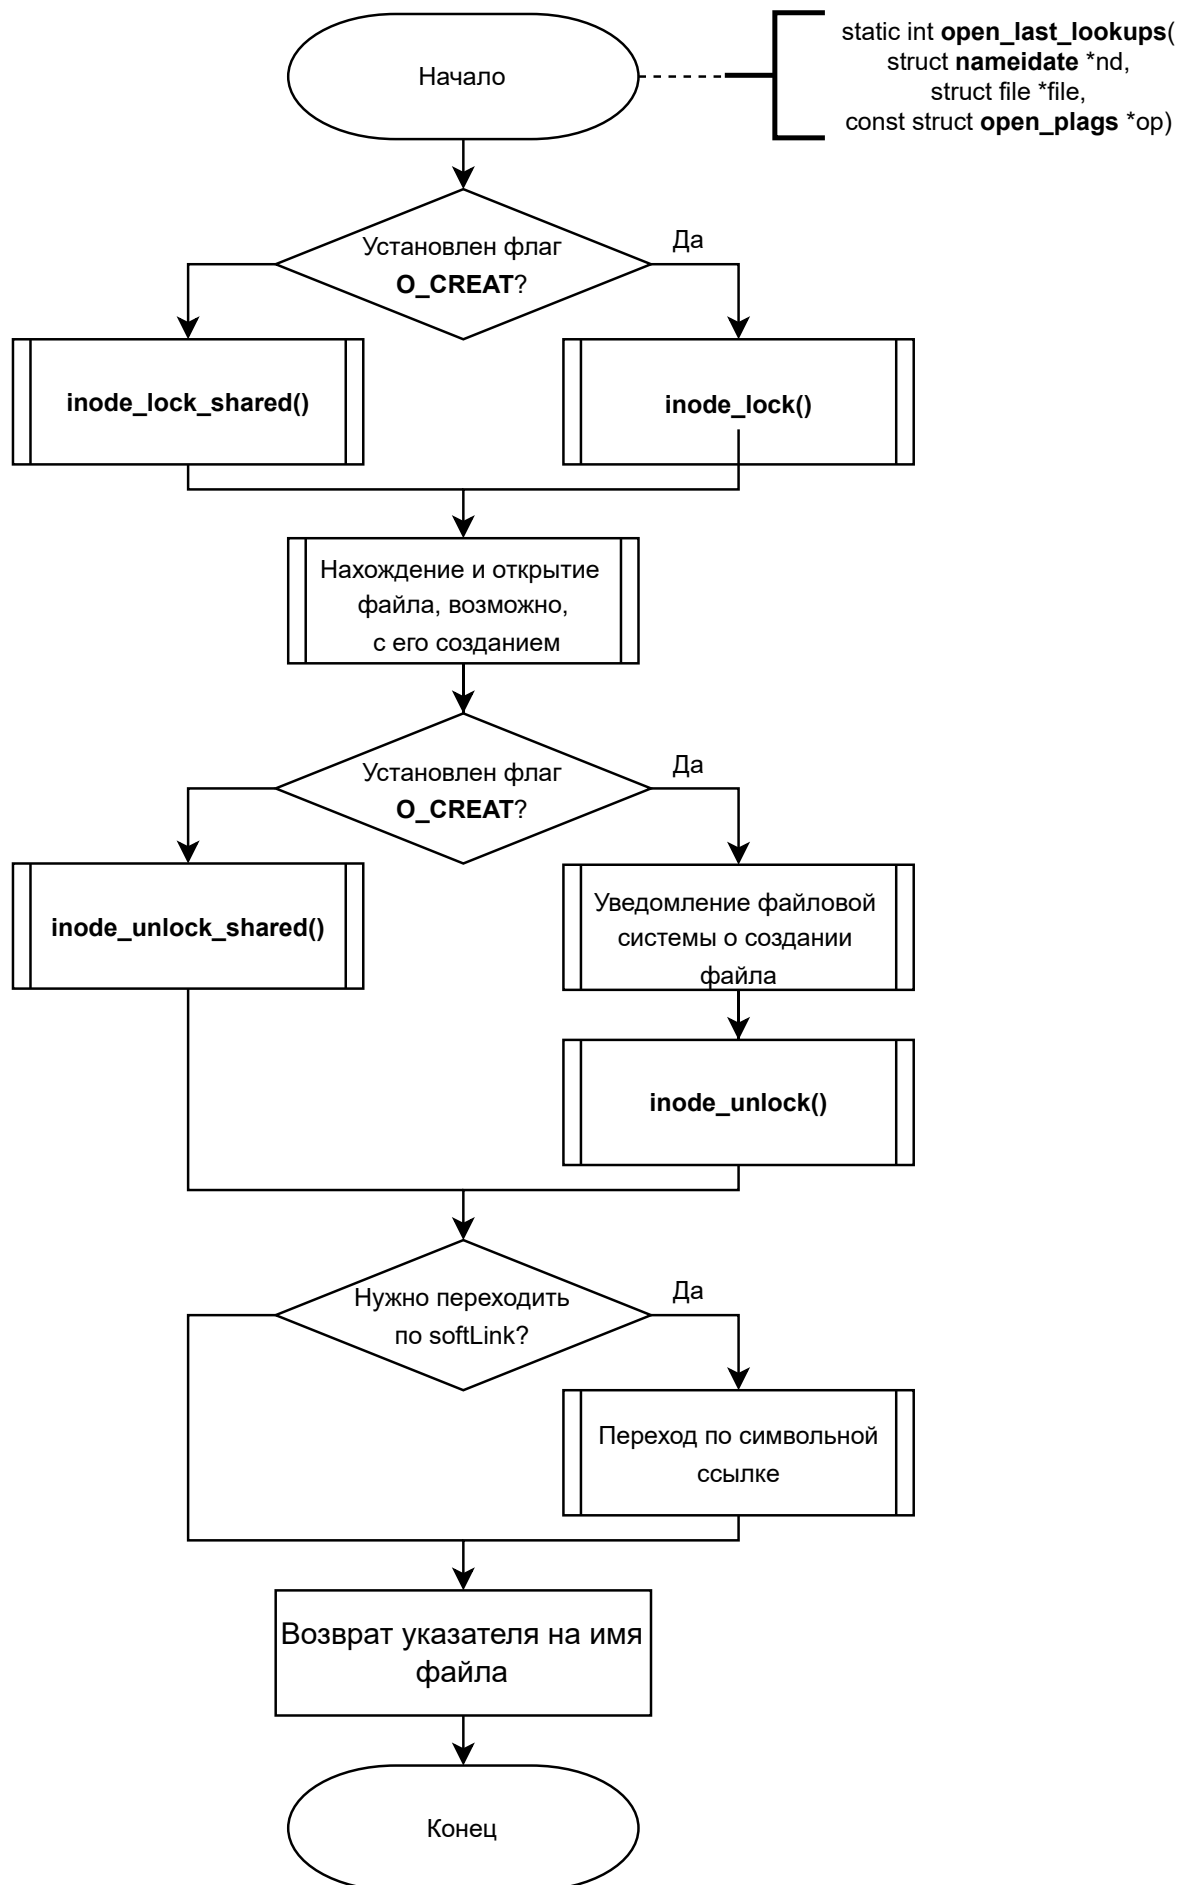 Начало
static int open_last_lookups(
struct nameidate *nd,
struct file *file,
const struct open_plags *op)
Установлен флаг
O_CREAT?
Да
inode_lock_shared()
inode_lock()
Нахождение и открытие
файла, возможно,
с его созданием
Установлен флаг
O_CREAT?
Да
inode_unlock_shared()
Уведомление файловой
системы о создании
файла
inode_unlock()
Нужно переходить
по softLink?
Да
Переход по символьной
ссылке
Возврат указателя на имя
файла
Конец